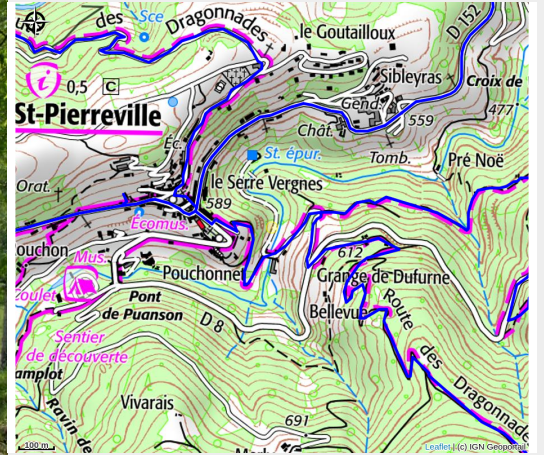 des
Sce
Dragonnades
le Goutailloux
D 152
i
0,5
C
Sibleyras
Croix de
St-Pierreville
Gend.
559
477
Chât.
Éc.
St. épur.
Tomb.
Pré Noë
Orat.
le Serre Vergnes
589
Écomus.
ouchon
Mus.
612
Pouchonnet
Grange de Dufurne
coulet
Pont
de Puanson
D 8
Bellevue
Route
des
Dragonnade
Sentier
de découverte
amplot
Ravin de
Vivarais
691
100 m
Leaflet | (c) IGN Geoportail